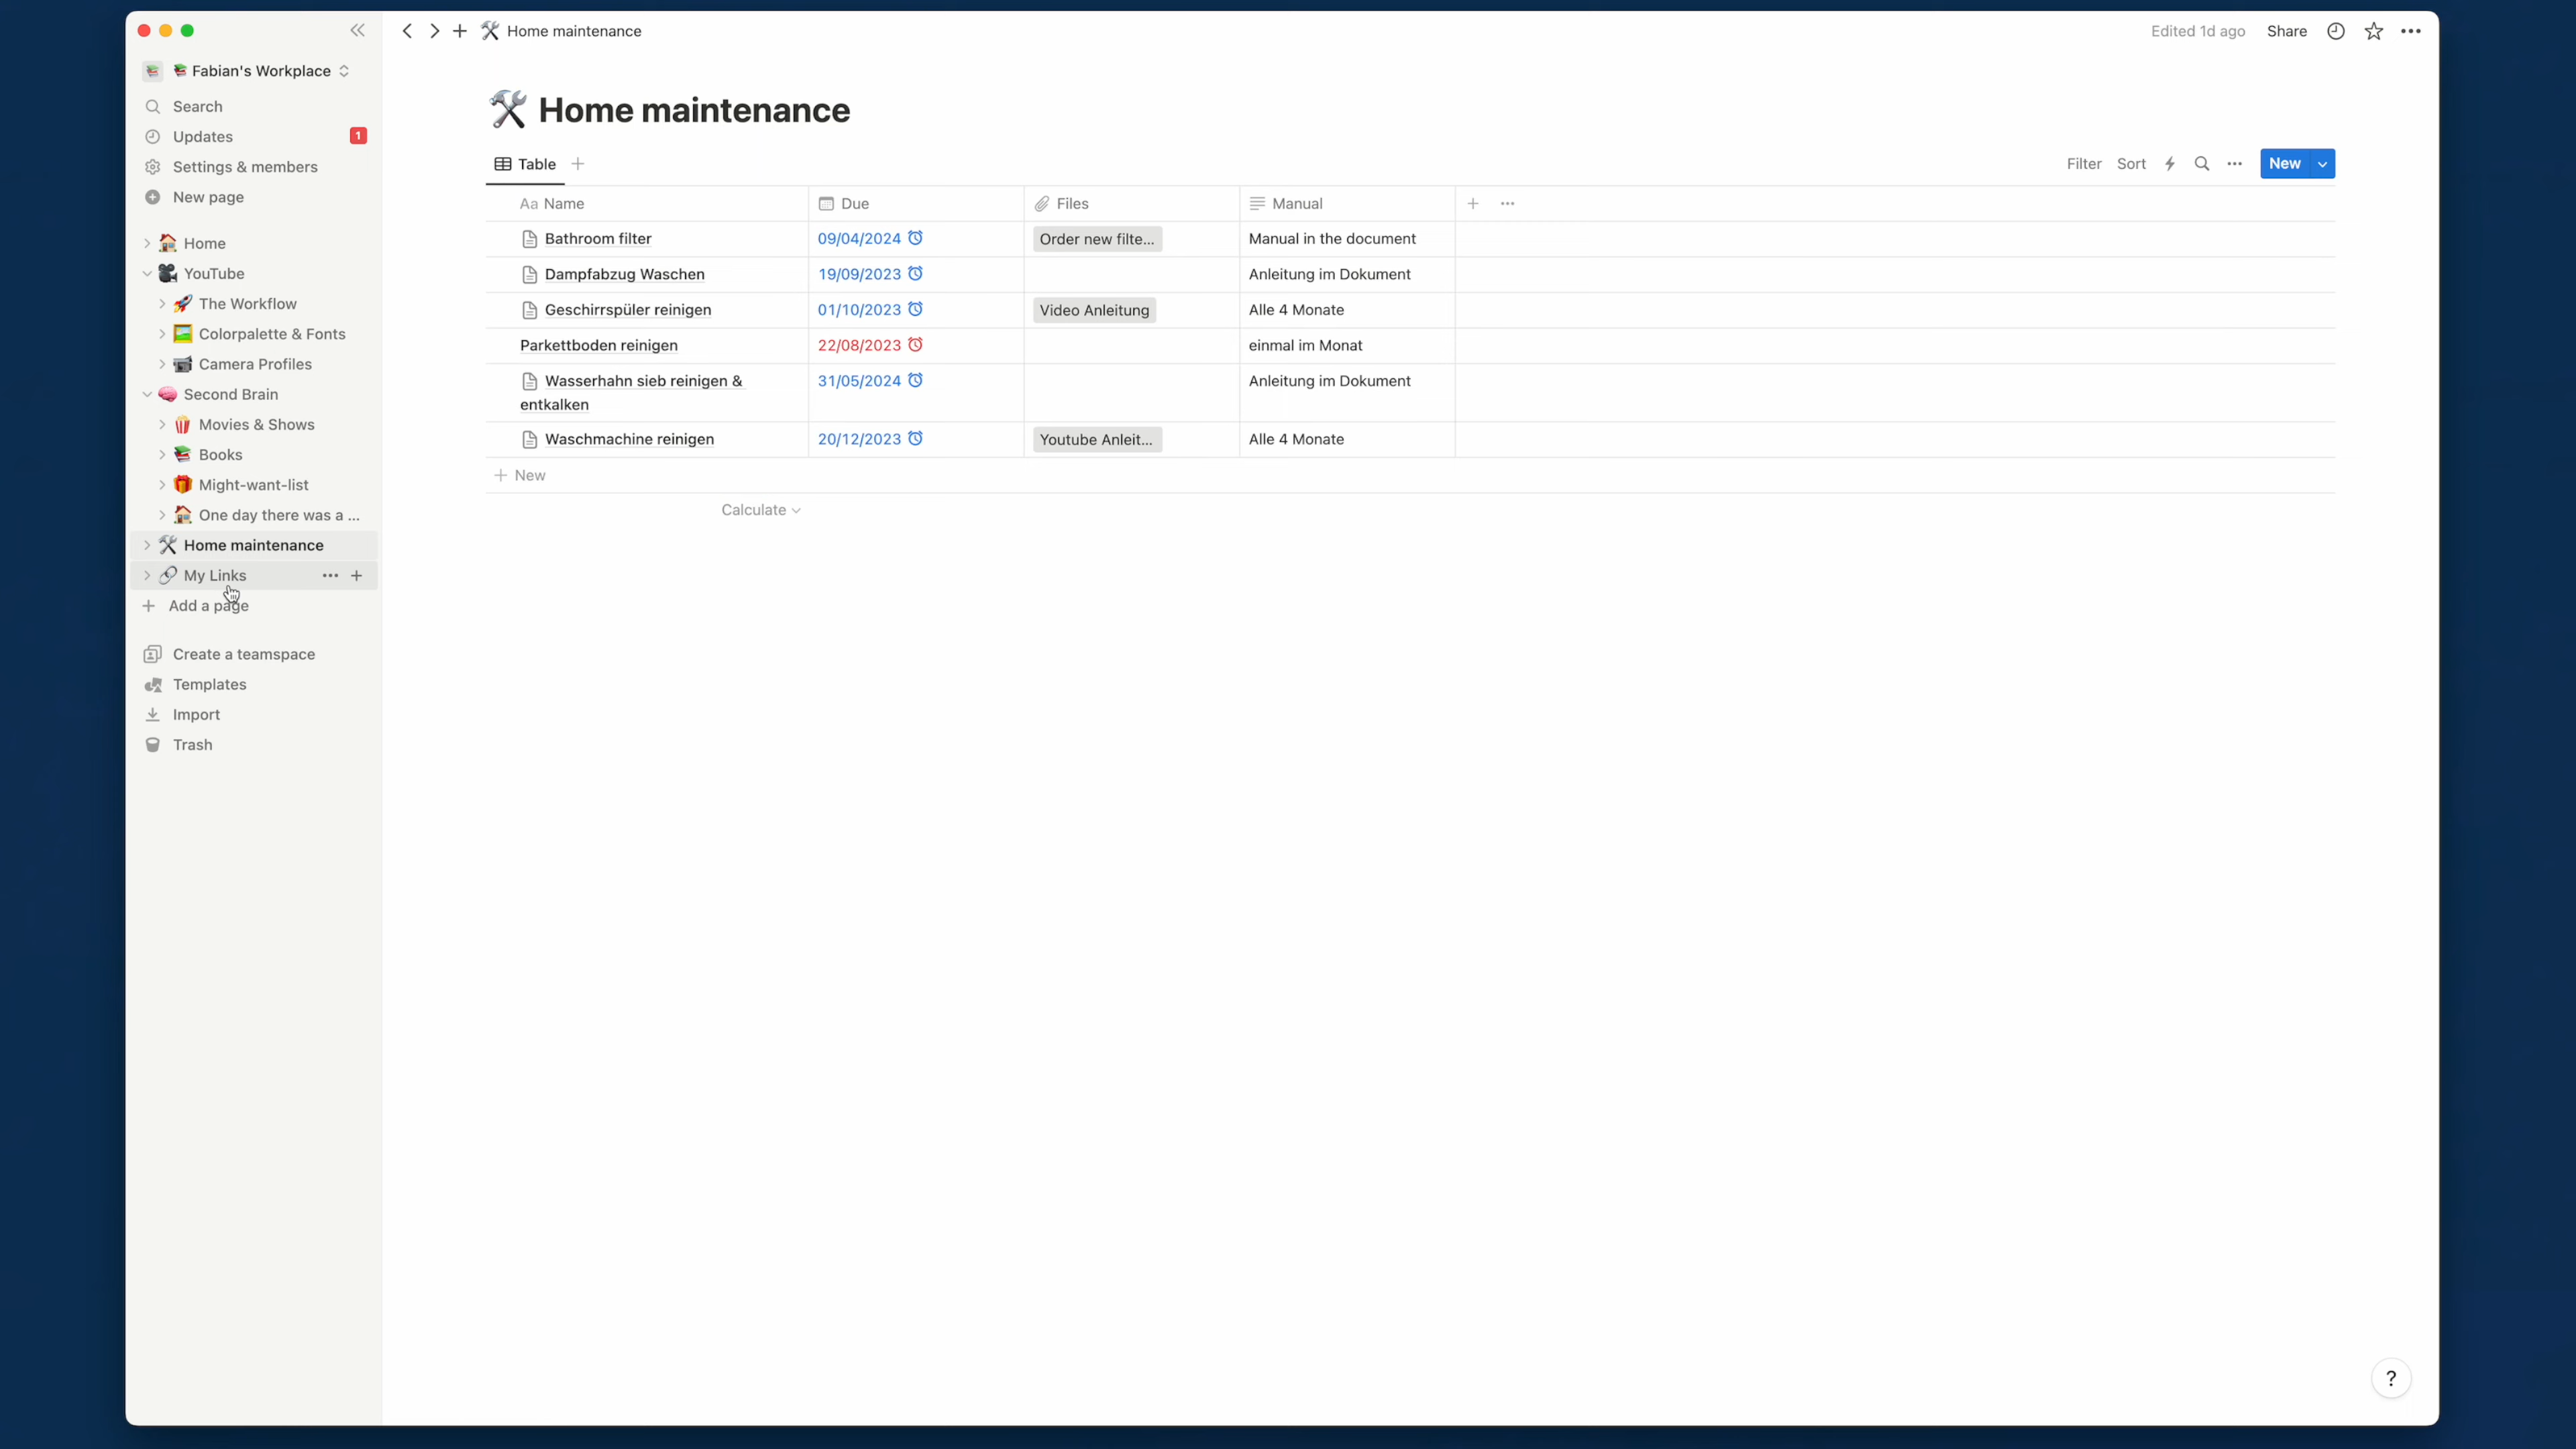 Home maintenance
Edited 1d ago Share
Fabian's Workplace
Search
Updates 1
Settings & members
New page
Home
YouTube
The Workflow
Colorpalette & Fonts
Camera Profiles
Second Brain
Movies & Shows
Books
Might-want-list
One day there was a ...
Home maintenance
My Links
Add a page
Create a teamspace
Templates
Import
Trash
Home maintenance
Table
Filter Sort New
Aa Name Due Files Manual
Bathroom filter 09/04/2024 Order new filte... Manual in the document
Dampfabzug Waschen 19/09/2023 Anleitung im Dokument
Geschirrspüler reinigen 01/10/2023 Video Anleitung Alle 4 Monate
Parkettboden reinigen 22/08/2023 einmal im Monat
Wasserhahn sieb reinigen & 31/05/2024 Anleitung im Dokument
entkalken
Waschmachine reinigen 20/12/2023 Youtube Anleit... Alle 4 Monate
New
Calculate
?